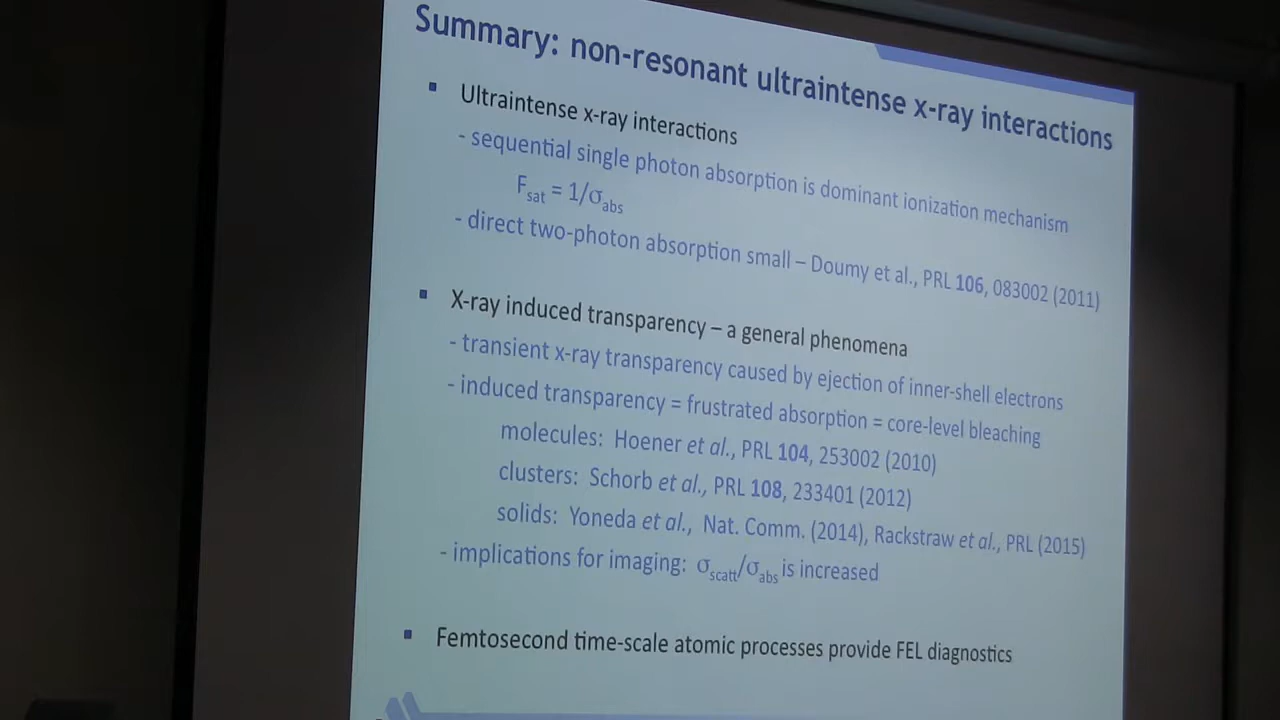 Summary: non-resonant ultraintense x-ray interactions
▪ Ultraintense x-ray interactions
- sequential single photon absorption is dominant ionization mechanism
F_sat = 1/σ_abs
- direct two-photon absorption small – Doumy et al., PRL 106, 083002 (2011)
▪ X-ray induced transparency – a general phenomena
- transient x-ray transparency caused by ejection of inner-shell electrons
- induced transparency = frustrated absorption = core-level bleaching
molecules: Hoener et al., PRL 104, 253002 (2010)
clusters: Schorb et al., PRL 108, 233401 (2012)
solids: Yoneda et al., Nat. Comm. (2014), Rackstraw et al., PRL (2015)
- implications for imaging: σ_scatt/σ_abs is increased
▪ Femtosecond time-scale atomic processes provide FEL diagnostics